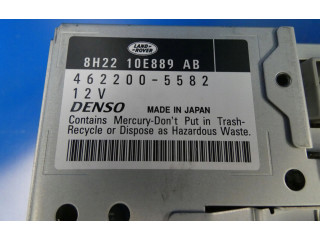 LAND-
ROVER
8H22 10E889 AB
462200-5582
12V
DENSO MADE IN JAPAN
Contains Mercury-Don't Put in Trash-
Recycle or Dispose as Hazardous Waste.